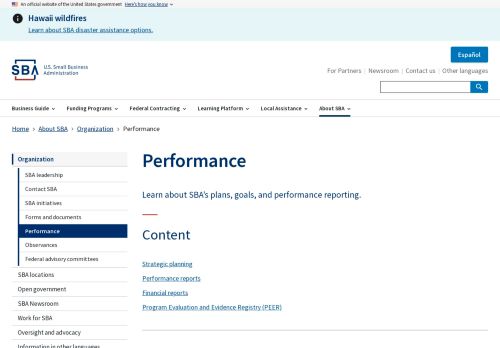 An official website of the United States government Here's how you know
Hawaii wildfires
Learn about SBA disaster assistance options.
Español
SBA
U.S. Small Business
Administration
For Partners Newsroom Contact us Other languages
Business Guide Funding Programs Federal Contracting Learning Platform Local Assistance About SBA
Home About SBA Organization Performance
Organization
SBA leadership
Contact SBA
SBA initiatives
Forms and documents
Performance
Observances
Federal advisory committees
SBA locations
Open government
SBA Newsroom
Work for SBA
Oversight and advocacy
Information in other languages
Performance
Learn about SBA's plans, goals, and performance reporting.
Content
Strategic planning
Performance reports
Financial reports
Program Evaluation and Evidence Registry (PEER)